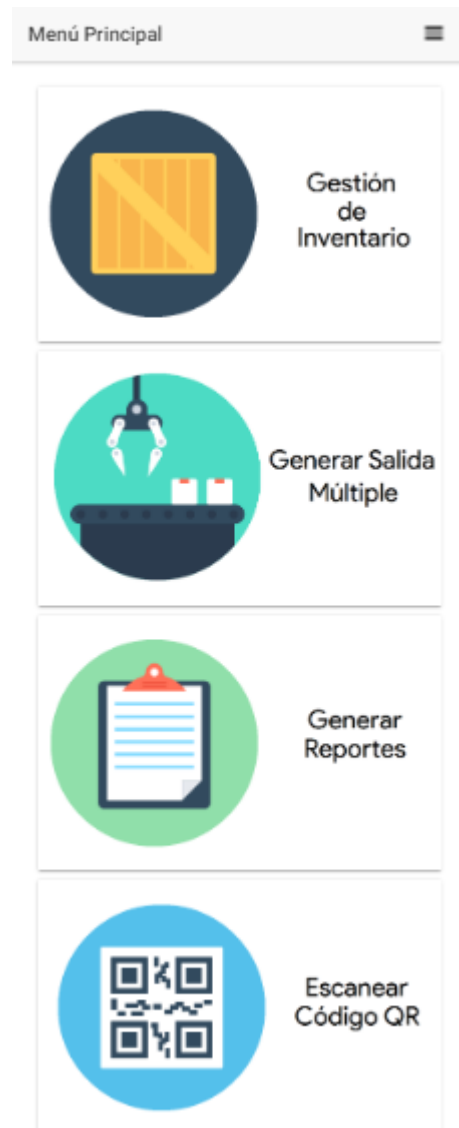 Menú Principal
Gestión
de
Inventario
Generar Salida
Múltiple
Generar
Reportes
Escanear
Código QR